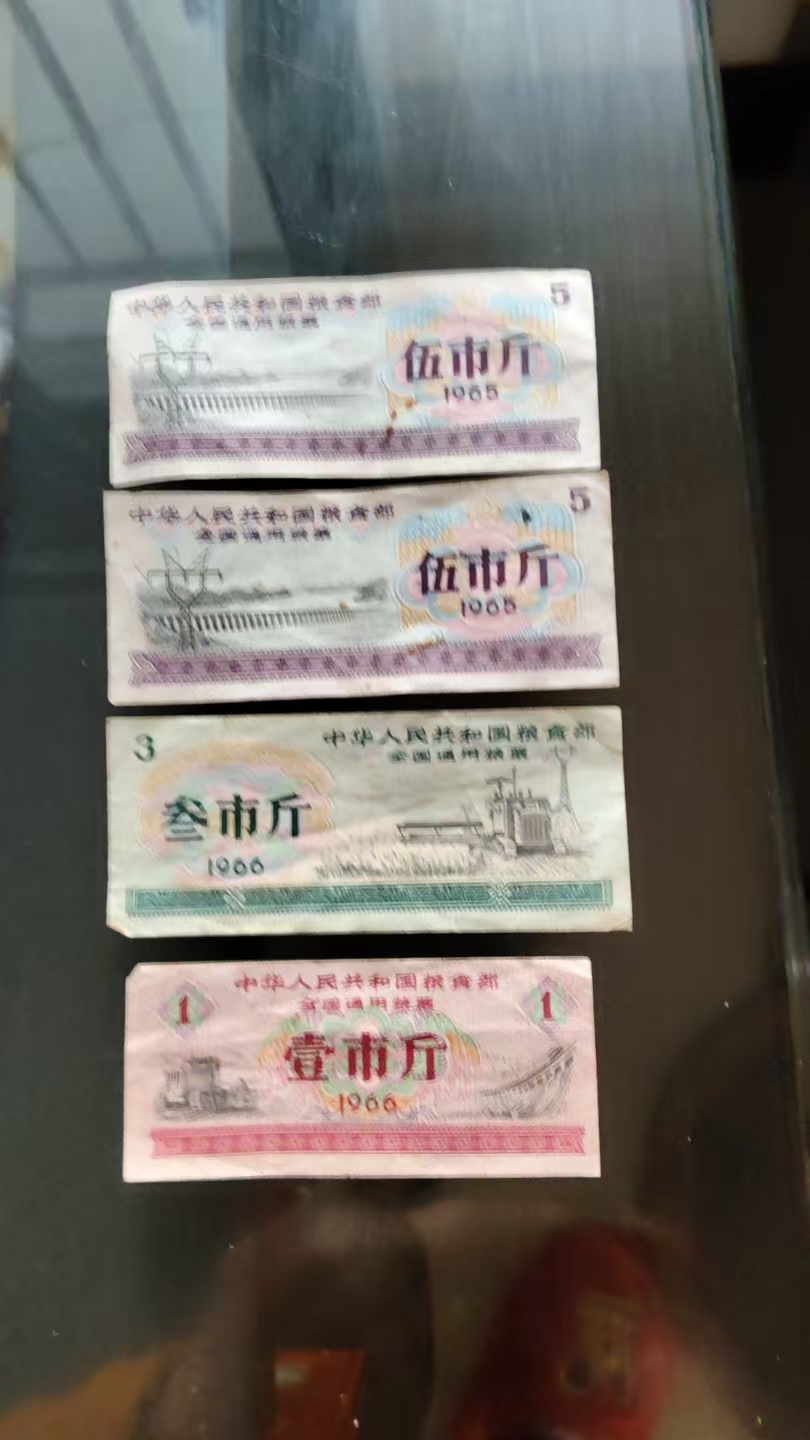 中华人民共和国粮食部
全国通用粮票
5
伍市斤
1965
中华人民共和国粮食部
全国通用粮票
5
伍市斤
1965
3
中华人民共和国粮食部
全国通用粮票
叁市斤
1966
中华人民共和国粮食部
全国通用粮票
1
1
壹市斤
1966